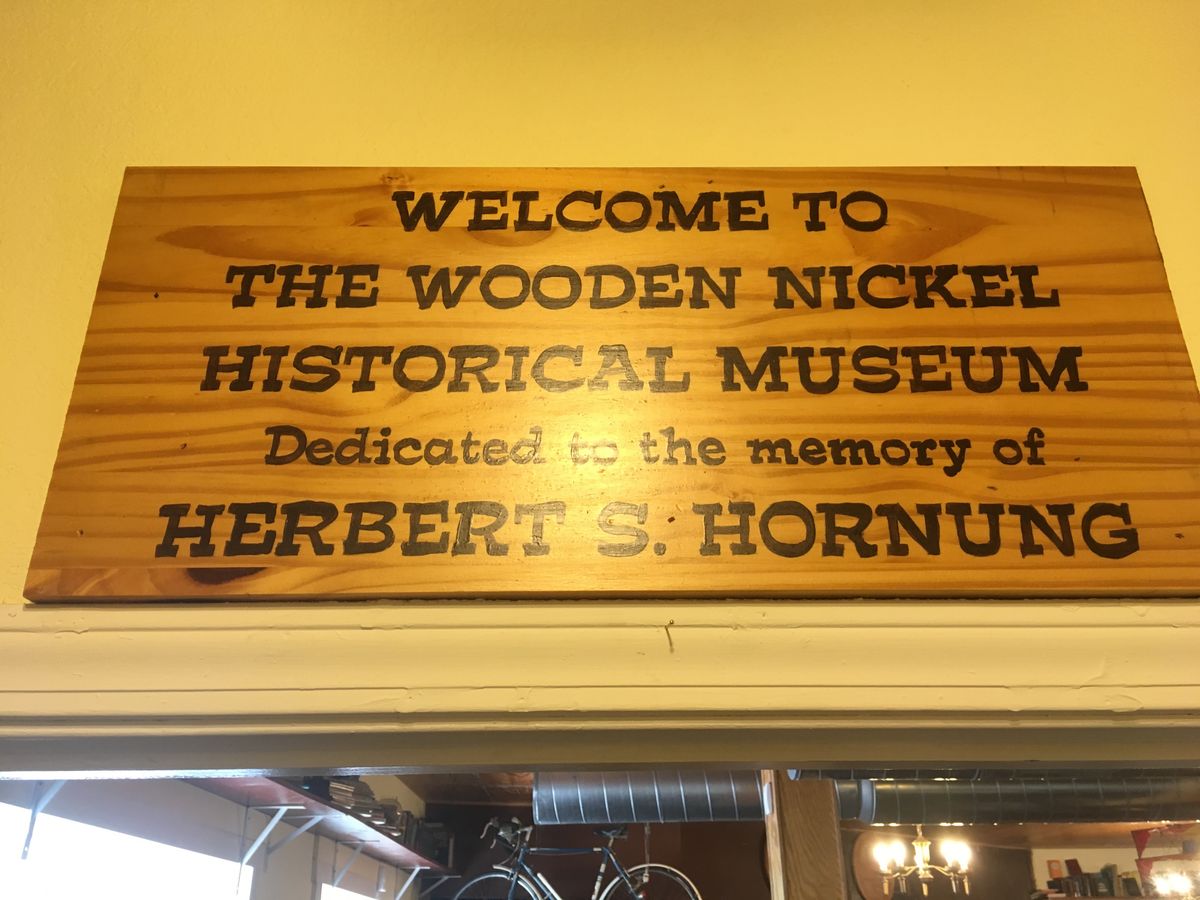 WELCOME TO
THE WOODEN NICKEL
HISTORICAL MUSEUM
Dedicated to the memory of
HERBERT S. HORNUNG